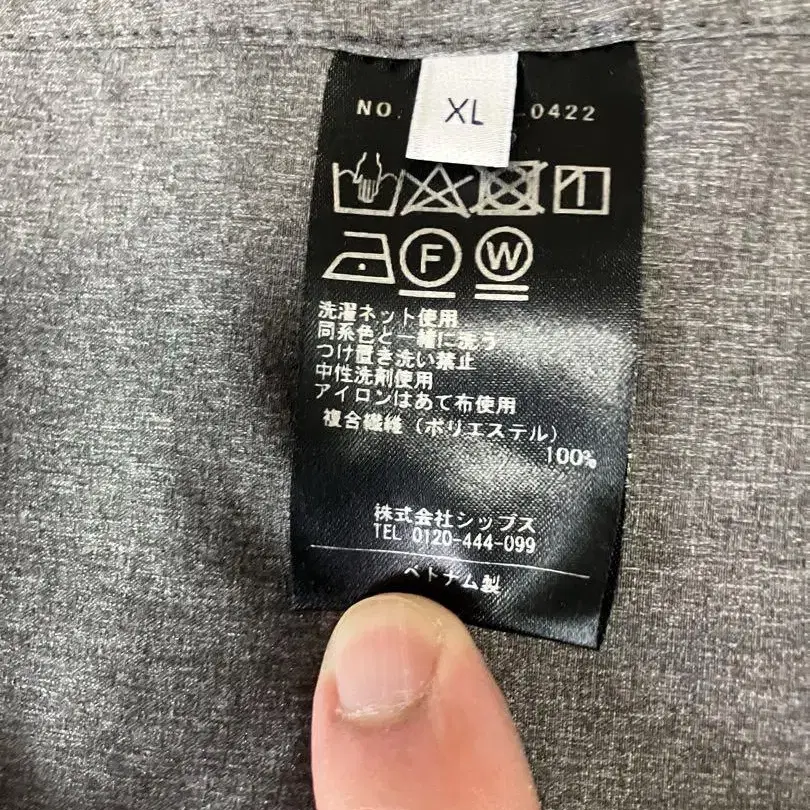 XL
NO. -0422
F W
洗濯ネット使用
同系色と一緒に洗う
つけ置き洗い禁止
中性洗剤使用
アイロンはあて布使用
複合繊維(ポリエステル)
100%
株式会社シップス
TEL 0120-444-099
ベトナム製